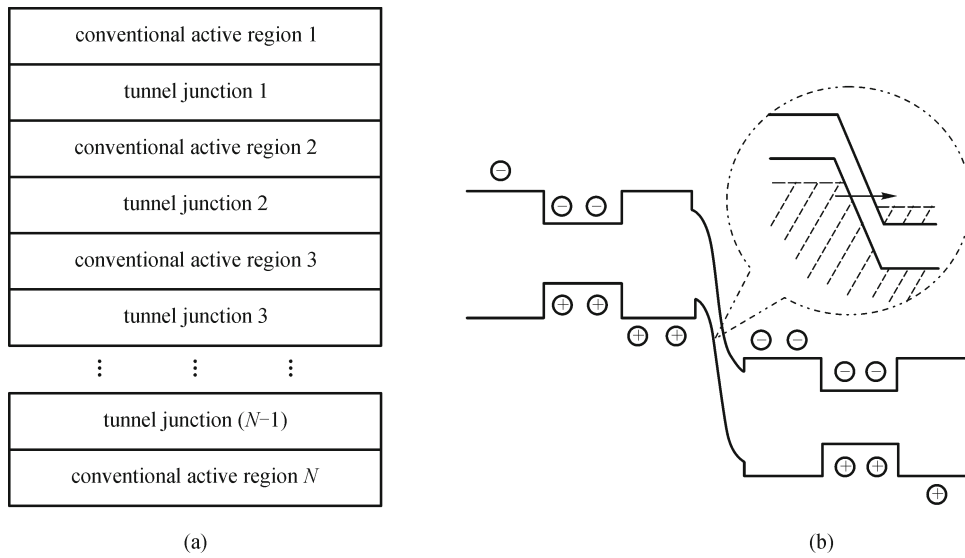 conventional active region 1
tunnel junction 1
conventional active region 2
tunnel junction 2
conventional active region 3
tunnel junction 3
tunnel junction (N−1)
conventional active region N
(a)
(b)